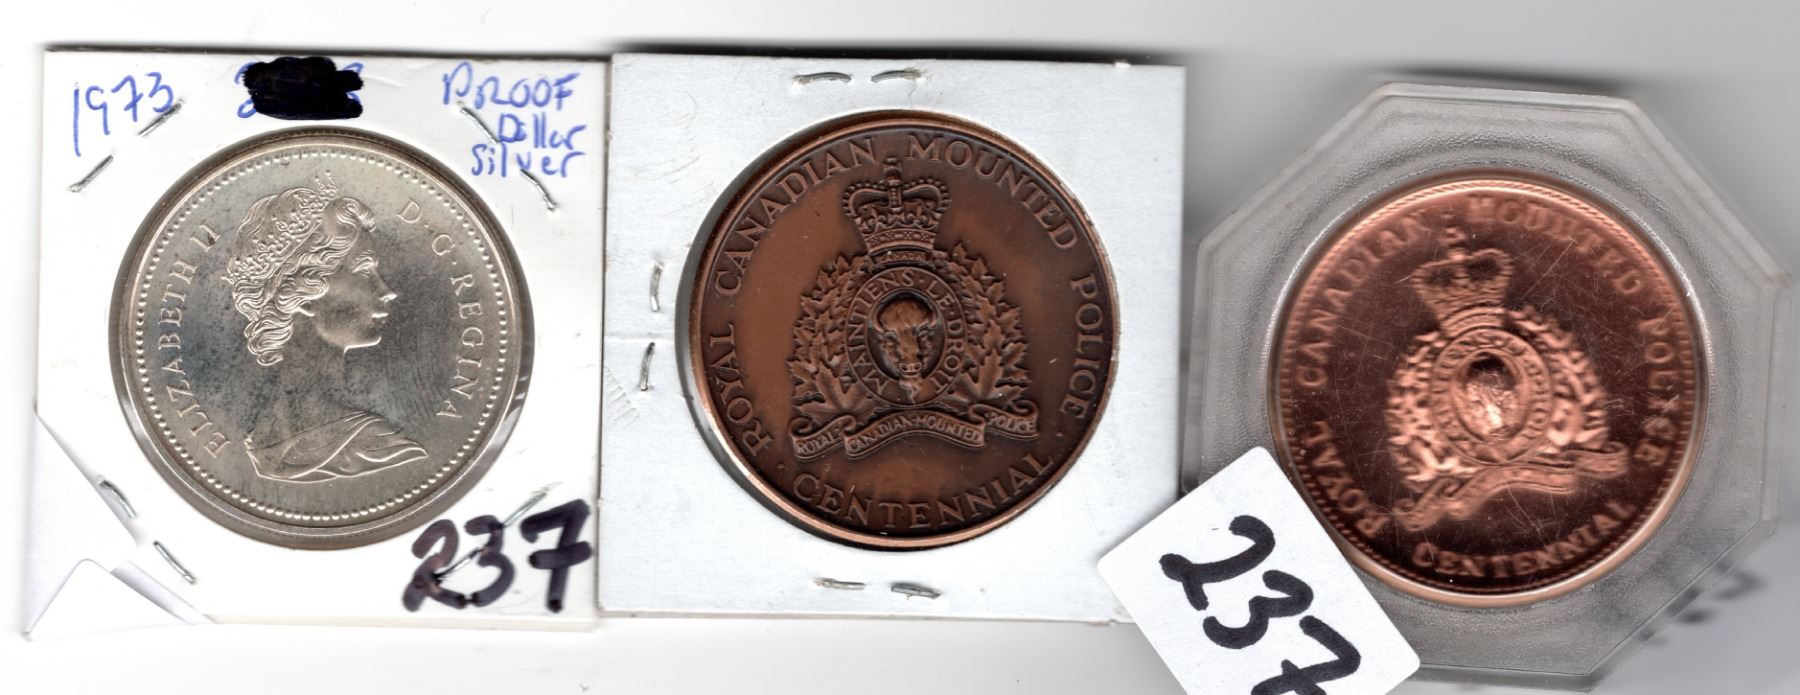 1973
PROOF
Dollar
Silver
ELIZABETH II D·G·REGINA
237
ROYAL CANADIAN MOUNTED POLICE
CANADA
MAINTIENS·LE·DROIT
ROYAL·CANADIAN·MOUNTED·POLICE
·CENTENNIAL·
ROYAL CANADIAN MOUNTED POLICE
CENTENNIAL
237